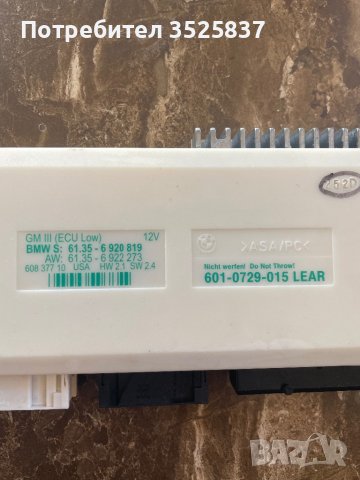 Потребител 3525837
252D
GM III (ECU Low) 12V
BMW S: 61.35 - 6 920 819
AW: 61.35 - 6 922 273
608 377 10 USA HW 2.1 SW 2.4
>ASA/PC<
Nicht werfen! Do Not Throw!
601-0729-015 LEAR
BAZAR